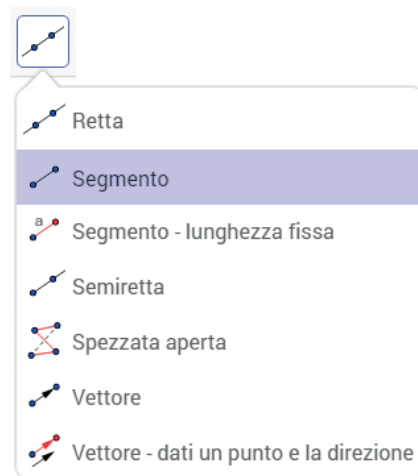 Retta
Segmento
a
Segmento - lunghezza fissa
Semiretta
Spezzata aperta
Vettore
Vettore - dati un punto e la direzione